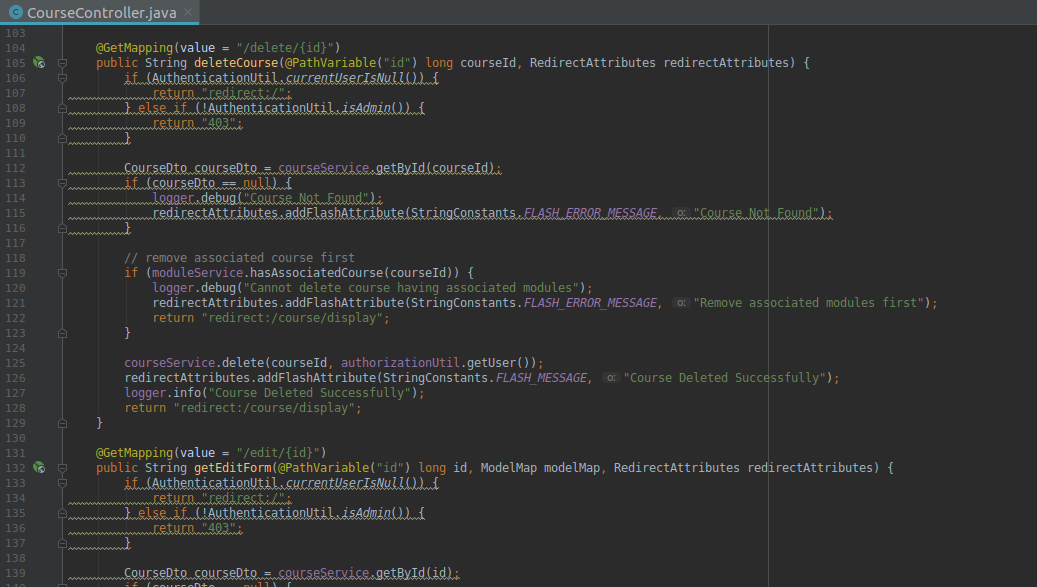 CourseController.java
103
104 @GetMapping(value = "/delete/{id}")
105 public String deleteCourse(@PathVariable("id") long courseId, RedirectAttributes redirectAttributes) {
106 if (AuthenticationUtil.currentUserIsNull()) {
107 return "redirect:/";
108 } else if (!AuthenticationUtil.isAdmin()) {
109 return "403";
110 }
111
112 CourseDto courseDto = courseService.getById(courseId);
113 if (courseDto == null) {
114 logger.debug("Course Not Found");
115 redirectAttributes.addFlashAttribute(StringConstants.FLASH_ERROR_MESSAGE, o: "Course Not Found");
116 }
117
118 // remove associated course first
119 if (moduleService.hasAssociatedCourse(courseId)) {
120 logger.debug("Cannot delete course having associated modules");
121 redirectAttributes.addFlashAttribute(StringConstants.FLASH_ERROR_MESSAGE, o: "Remove associated modules first");
122 return "redirect:/course/display";
123 }
124
125 courseService.delete(courseId, authorizationUtil.getUser());
126 redirectAttributes.addFlashAttribute(StringConstants.FLASH_MESSAGE, o: "Course Deleted Successfully");
127 logger.info("Course Deleted Successfully");
128 return "redirect:/course/display";
129 }
130
131 @GetMapping(value = "/edit/{id}")
132 public String getEditForm(@PathVariable("id") long id, ModelMap modelMap, RedirectAttributes redirectAttributes) {
133 if (AuthenticationUtil.currentUserIsNull()) {
134 return "redirect:/";
135 } else if (!AuthenticationUtil.isAdmin()) {
136 return "403";
137 }
138
139 CourseDto courseDto = courseService.getById(id);
140 if (courseDto == null) {